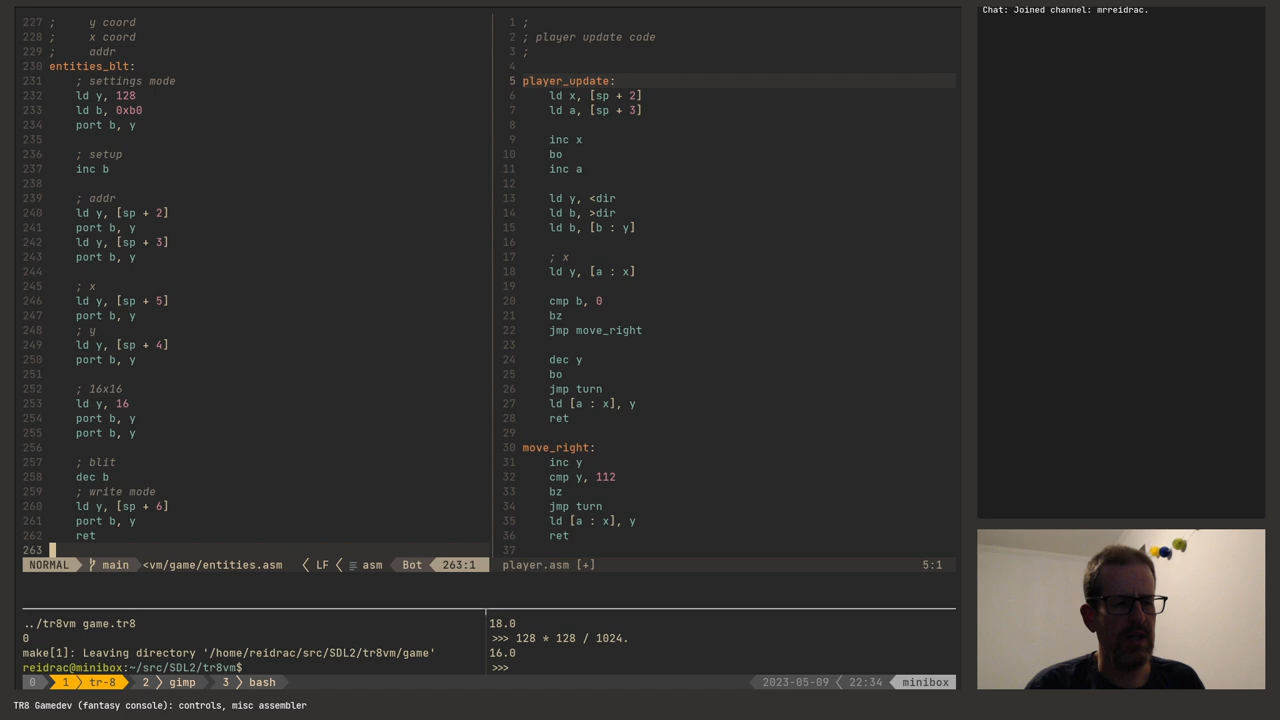 227 ;     y coord
228 ;     x coord
229 ;     addr
230 entities_blt:
231     ; settings mode
232     ld y, 128
233     ld b, 0xb0
234     port b, y
235
236     ; setup
237     inc b
238
239     ; addr
240     ld y, [sp + 2]
241     port b, y
242     ld y, [sp + 3]
243     port b, y
244
245     ; x
246     ld y, [sp + 5]
247     port b, y
248     ; y
249     ld y, [sp + 4]
250     port b, y
251
252     ; 16x16
253     ld y, 16
254     port b, y
255     port b, y
256
257     ; blit
258     dec b
259     ; write mode
260     ld y, [sp + 6]
261     port b, y
262     ret
263
NORMAL main <vm/game/entities.asm LF asm Bot 263:1
1 ;
2 ; player update code
3 ;
4
5 player_update:
6     ld x, [sp + 2]
7     ld a, [sp + 3]
8
9     inc x
10     bo
11     inc a
12
13     ld y, <dir
14     ld b, >dir
15     ld b, [b : y]
16
17     ; x
18     ld y, [a : x]
19
20     cmp b, 0
21     bz
22     jmp move_right
23
24     dec y
25     bo
26     jmp turn
27     ld [a : x], y
28     ret
29
30 move_right:
31     inc y
32     cmp y, 112
33     bz
34     jmp turn
35     ld [a : x], y
36     ret
37
player.asm [+] 5:1
../tr8vm game.tr8
0
make[1]: Leaving directory '/home/reidrac/src/SDL2/tr8vm/game'
reidrac@minibox:~/src/SDL2/tr8vm$
18.0
>>> 128 * 128 / 1024.
16.0
>>>
0 1 tr-8 2 gimp 3 bash 2023-05-09 22:34 minibox
TR8 Gamedev (fantasy console): controls, misc assembler
Chat: Joined channel: mrreidrac.